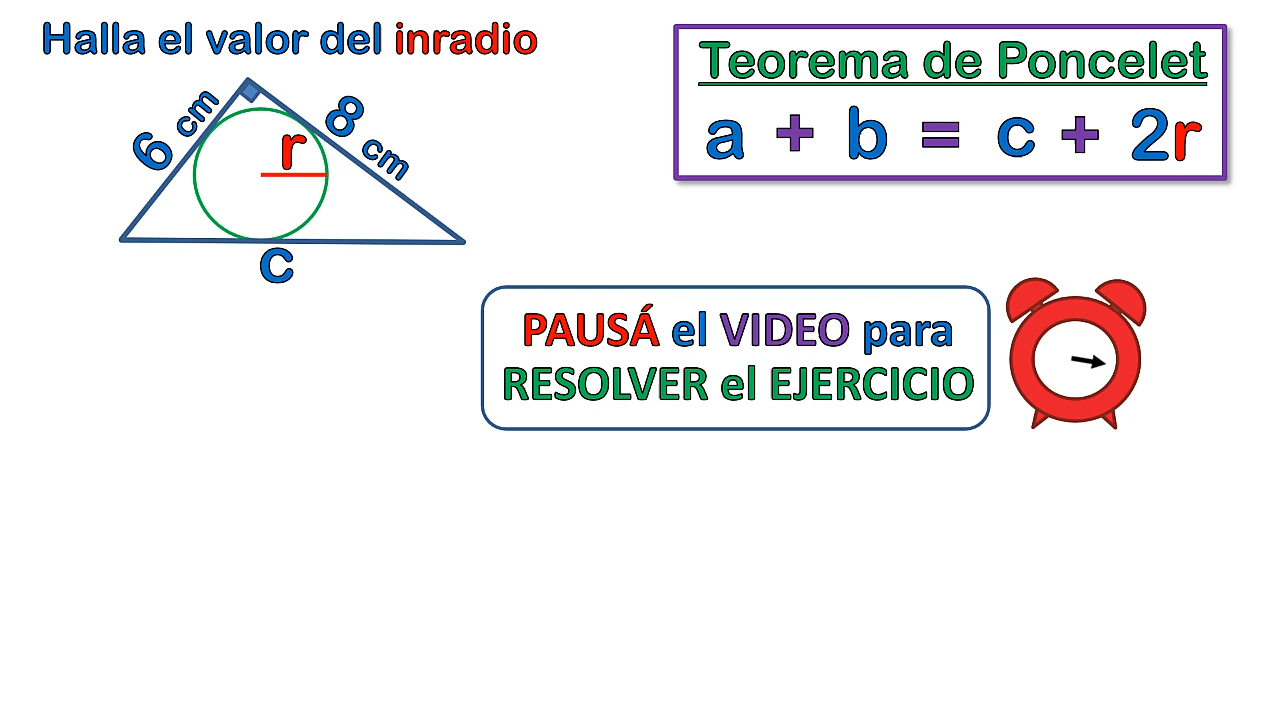 Halla el valor del inradio
6 cm
8 cm
r
c
Teorema de Poncelet
a + b = c + 2r
PAUSÁ el VIDEO para
RESOLVER el EJERCICIO